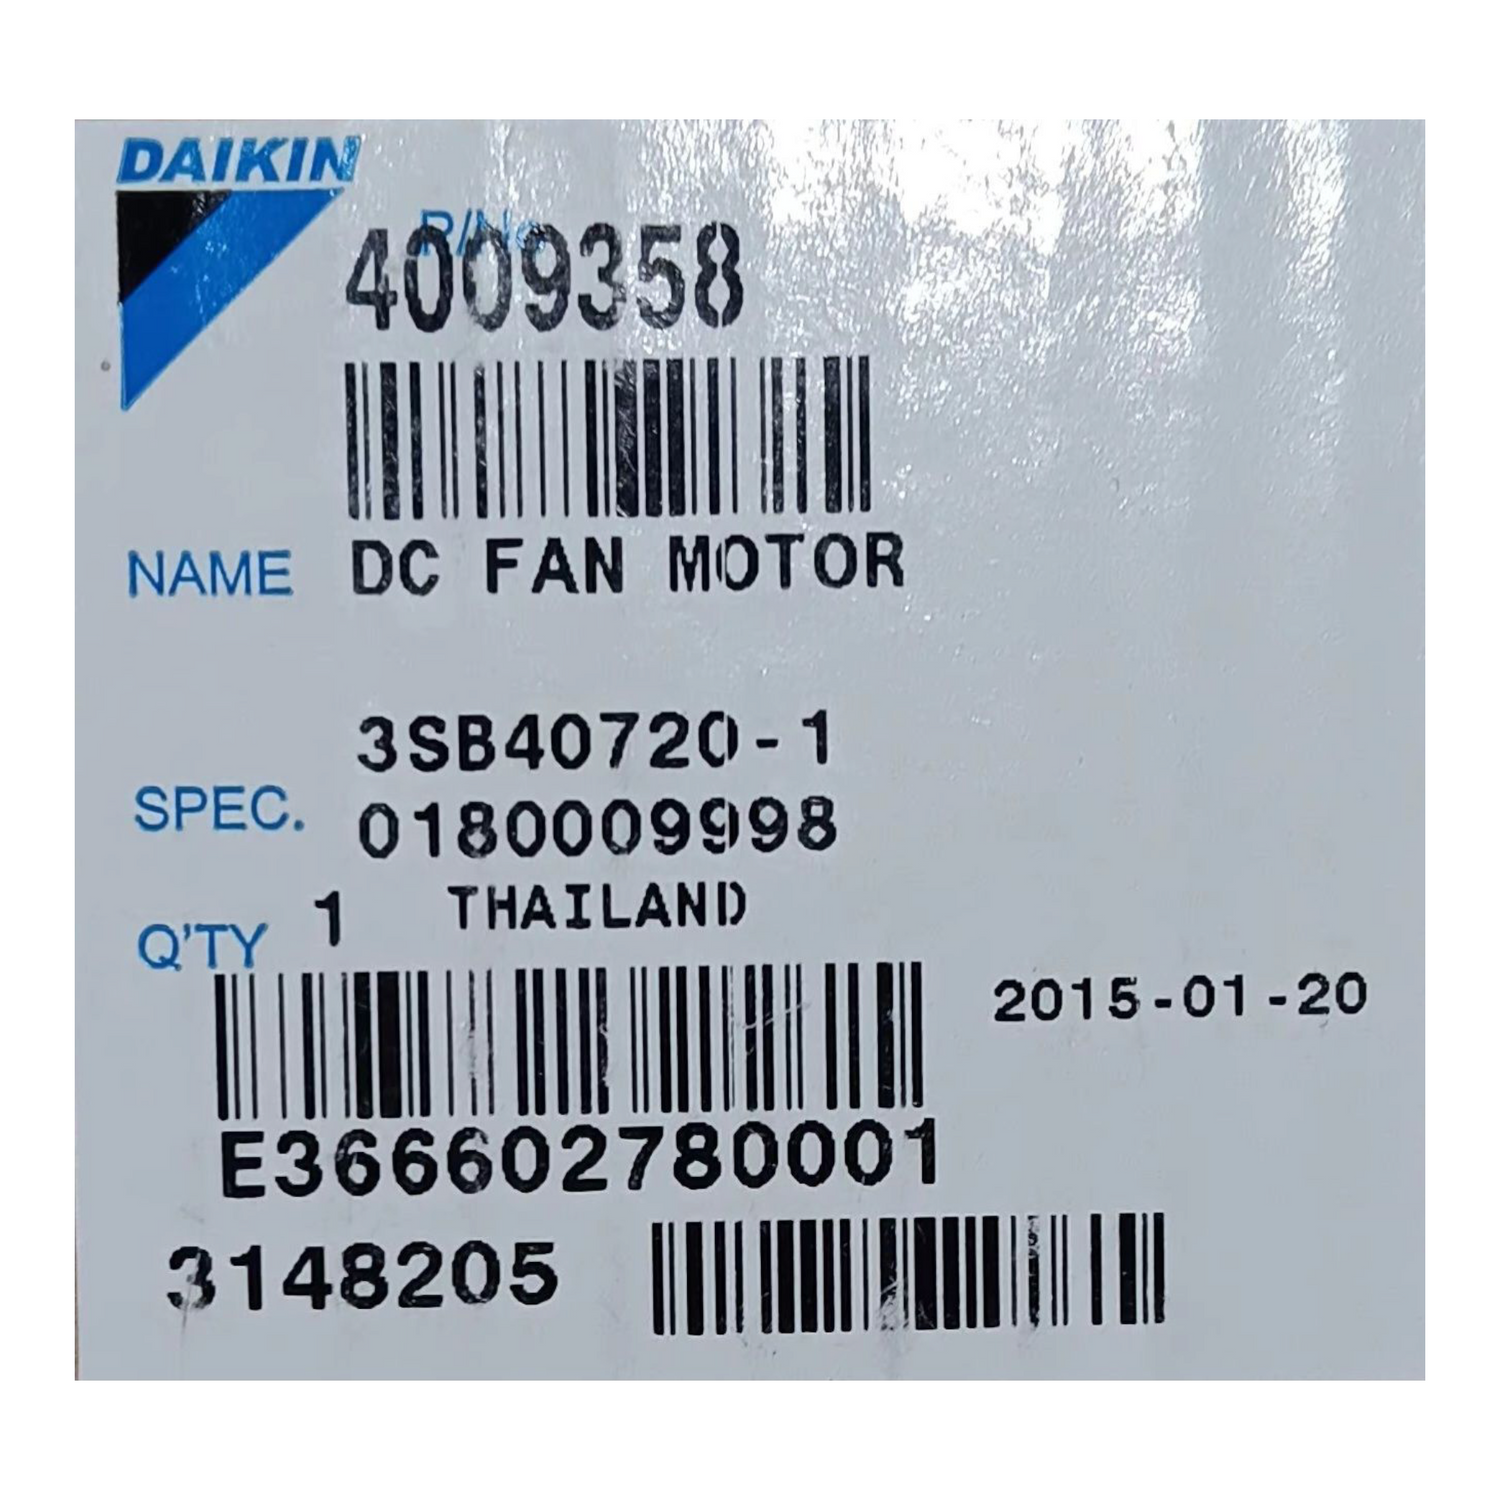 DAIKIN
P/No.
4009358
NAME DC FAN MOTOR
3SB40720-1
SPEC. 0180009998
Q'TY 1 THAILAND
2015-01-20
E366602780001
3148205